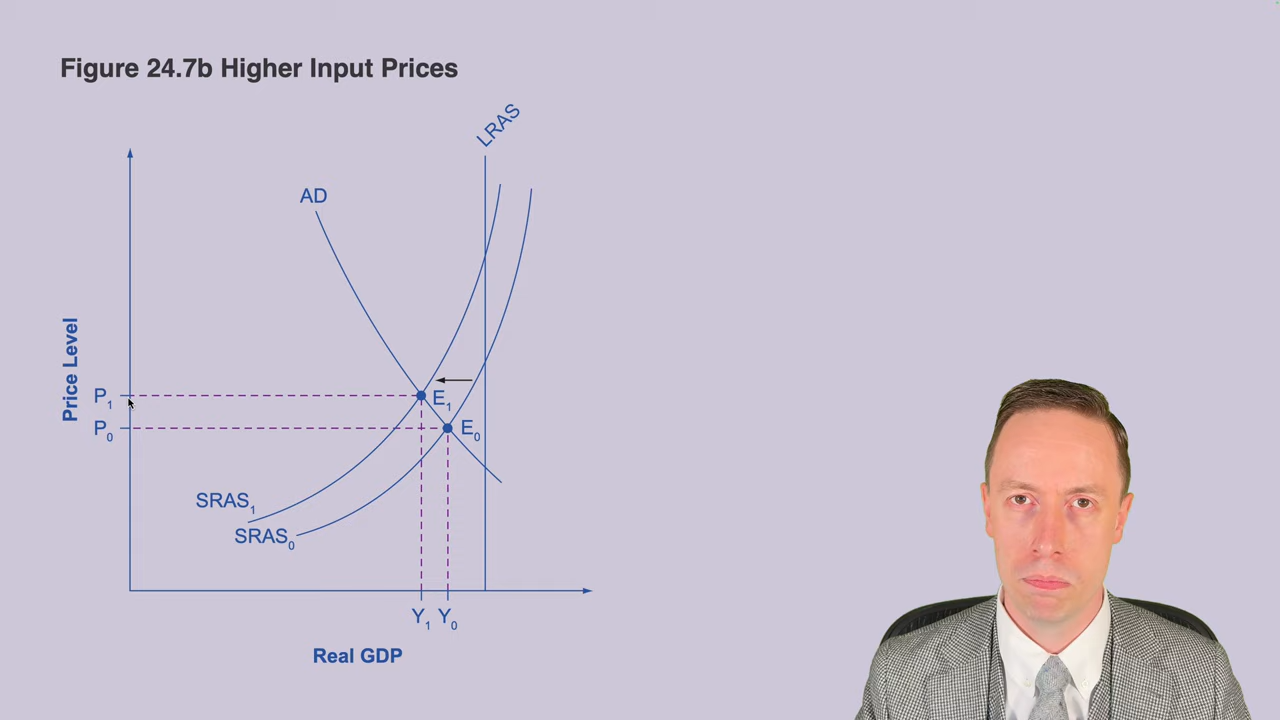 Figure 24.7b Higher Input Prices
LRAS
AD
Price Level
P₁
E₁
P₀
E₀
SRAS₁
SRAS₀
Y₁ Y₀
Real GDP